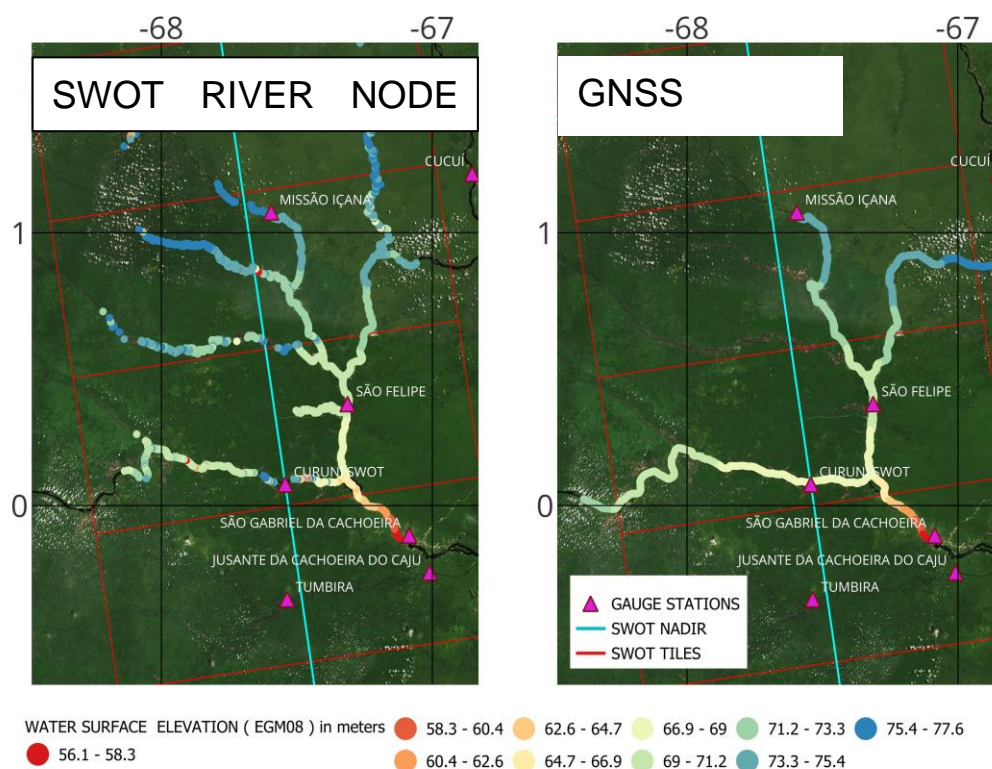 -68 -67
-68 -67
SWOT RIVER NODE
GNSS
CUCUÍ
MISSÃO IÇANA
1
SÃO FELIPE
CURUNSWOT
0
SÃO GABRIEL DA CACHOEIRA
JUSANTE DA CACHOEIRA DO CAJU
TUMBIRA
CUCUÍ
MISSÃO IÇANA
1
SÃO FELIPE
CURUNSWOT
0
SÃO GABRIEL DA CACHOEIRA
JUSANTE DA CACHOEIRA DO CAJU
TUMBIRA
GAUGE STATIONS
SWOT NADIR
SWOT TILES
WATER SURFACE ELEVATION ( EGM08 ) in meters
56.1 - 58.3
58.3 - 60.4 62.6 - 64.7 66.9 - 69 71.2 - 73.3 75.4 - 77.6
60.4 - 62.6 64.7 - 66.9 69 - 71.2 73.3 - 75.4